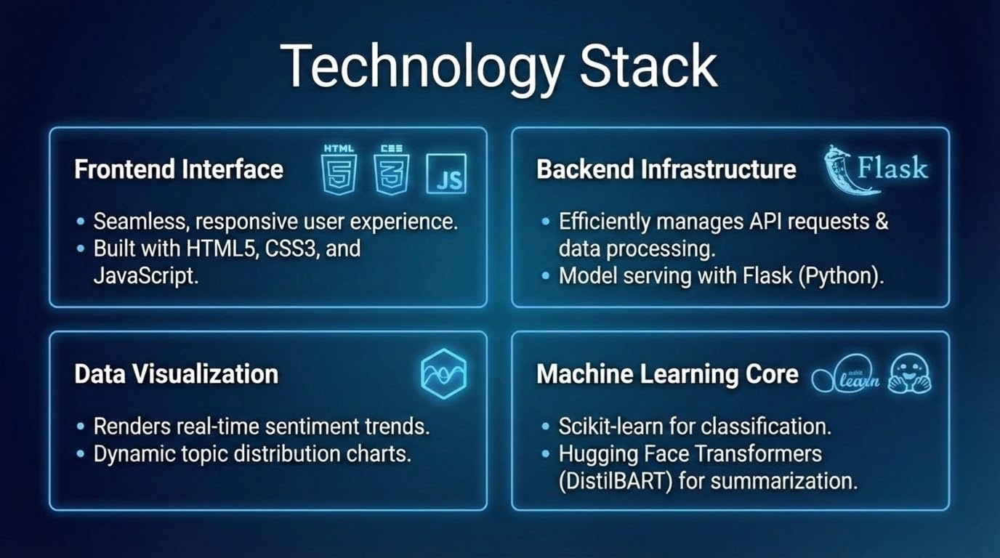 Technology Stack
Frontend Interface
HTML
5
CSS
3
JS
• Seamless, responsive user experience.
• Built with HTML5, CSS3, and
JavaScript.
Backend Infrastructure
Flask
• Efficiently manages API requests &
data processing.
• Model serving with Flask (Python).
Data Visualization
• Renders real-time sentiment trends.
• Dynamic topic distribution charts.
Machine Learning Core
learn
• Scikit-learn for classification.
• Hugging Face Transformers
(DistilBART) for summarization.